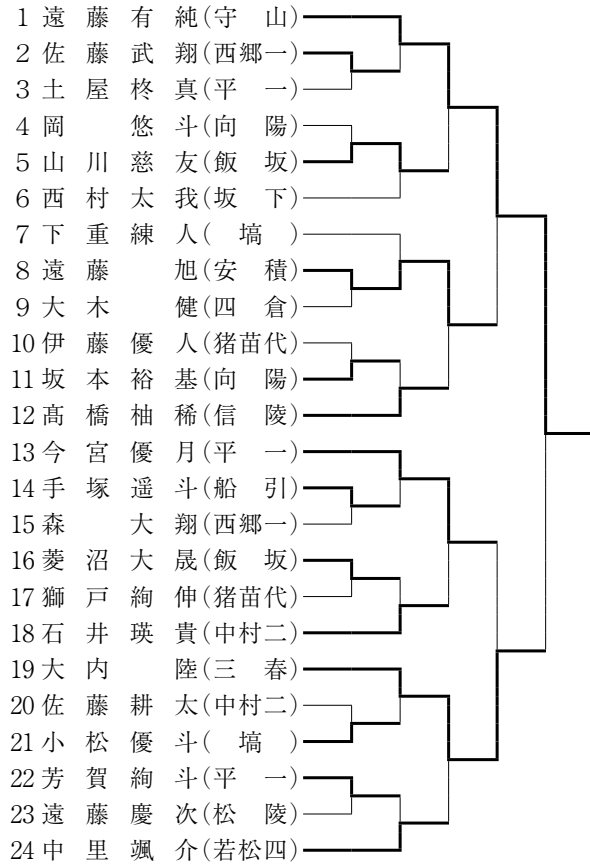 1 遠藤有純(守山)
2 佐藤武翔(西郷一)
3 土屋柊真(平一)
4 岡悠斗(向陽)
5 山川慈友(飯坂)
6 西村太我(坂下)
7 下重練人(塙)
8 遠藤旭(安積)
9 大木健(四倉)
10 伊藤優人(猪苗代)
11 坂本裕基(向陽)
12 髙橋柚稀(信陵)
13 今宮優月(平一)
14 手塚遥斗(船引)
15 森大翔(西郷一)
16 菱沼大晟(飯坂)
17 獅戸絢伸(猪苗代)
18 石井瑛貴(中村二)
19 大内陸(三春)
20 佐藤耕太(中村二)
21 小松優斗(塙)
22 芳賀絢斗(平一)
23 遠藤慶次(松陵)
24 中里颯介(若松四)